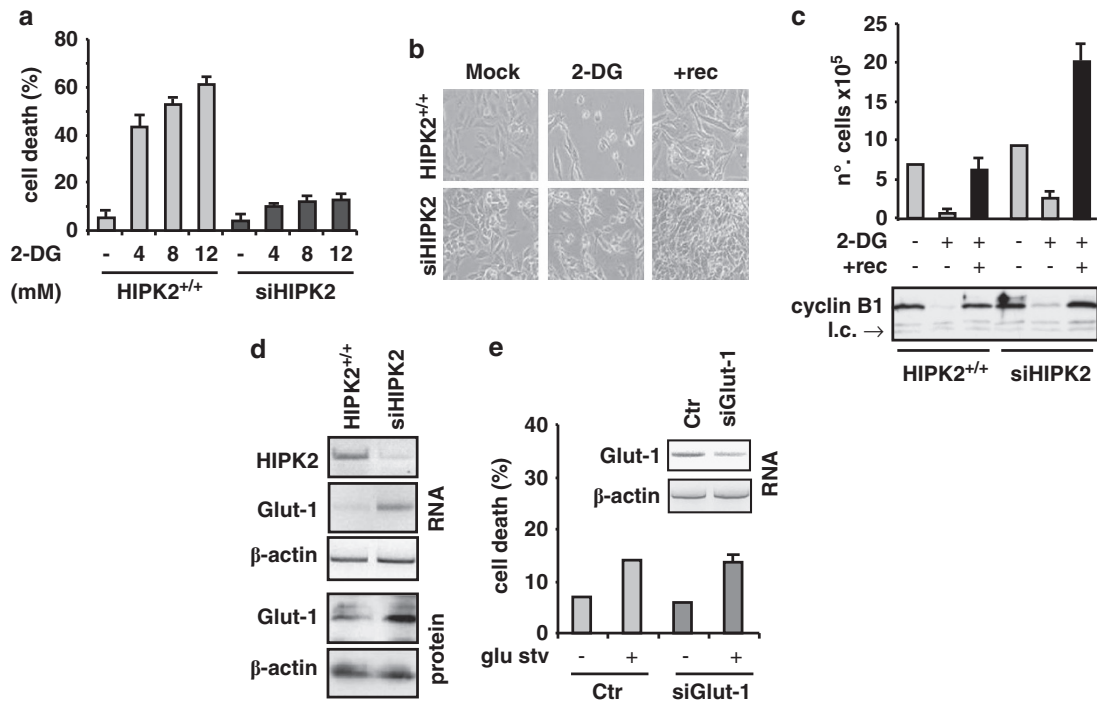 a
80
60
40
20
0
cell death (%)
2-DG - 4 8 12 - 4 8 12
(mM) HIPK2+/+ siHIPK2
b
Mock 2-DG +rec
HIPK2+/+
siHIPK2
c
25
20
15
10
5
0
n°. cells x10⁵
2-DG - + + - + +
+rec - - + - - +
cyclin B1
l.c. →
HIPK2+/+ siHIPK2
d
HIPK2+/+ siHIPK2
HIPK2
Glut-1
β-actin
RNA
Glut-1
β-actin
protein
e
40
30
20
10
0
cell death (%)
Ctr siGlut-1
Glut-1
β-actin
RNA
glu stv - + - +
Ctr siGlut-1